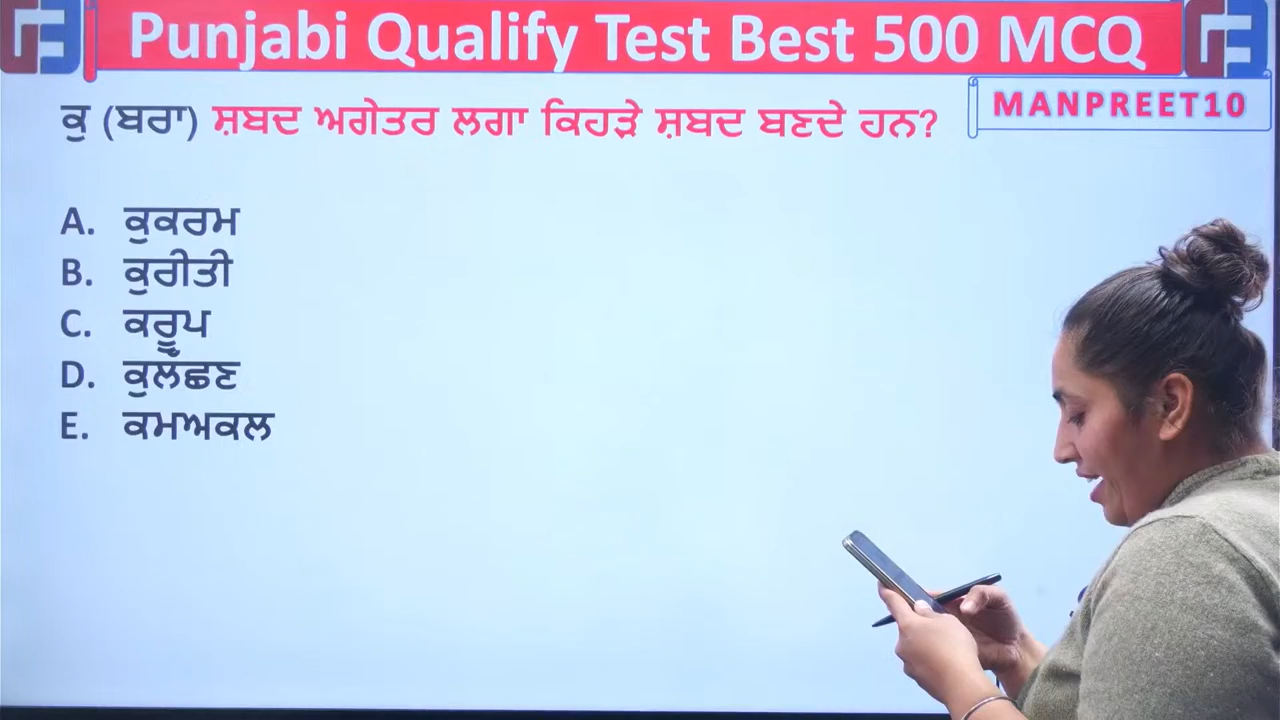 Punjabi Qualify Test Best 500 MCQ
MANPREET10
ਕੁ (ਬਰਾ) ਸ਼ਬਦ ਅਗੇਤਰ ਲਗਾ ਕਿਹੜੇ ਸ਼ਬਦ ਬਣਦੇ ਹਨ?
A. ਕੁਕਰਮ
B. ਕੁਰੀਤੀ
C. ਕਰੂਪ
D. ਕੁਲੱਛਣ
E. ਕਮਅਕਲ